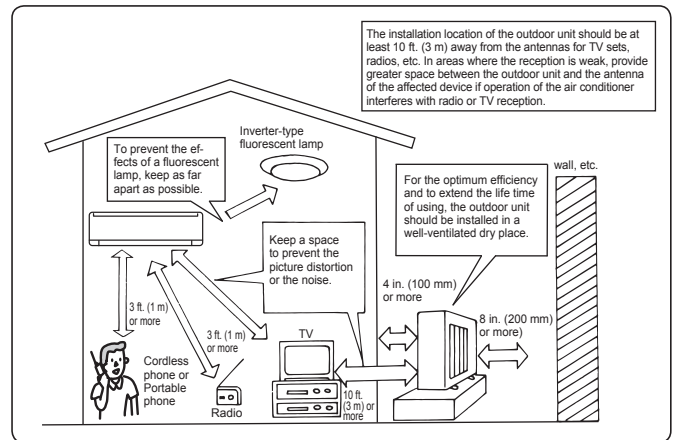 The installation location of the outdoor unit should be at
least 10 ft. (3 m) away from the antennas for TV sets,
radios, etc. In areas where the reception is weak, provide
greater space between the outdoor unit and the antenna
of the affected device if operation of the air conditioner
interferes with radio or TV reception.
Inverter-type
fluorescent lamp
To prevent the ef-
fects of a fluorescent
lamp, keep as far
apart as possible.
wall, etc.
For the optimum efficiency
and to extend the life time
of using, the outdoor unit
should be installed in a
well-ventilated dry place.
Keep a space
to prevent the
picture distortion
or the noise.
4 in. (100 mm)
or more
8 in. (200 mm)
or more)
3 ft. (1 m)
or more
3 ft. (1 m)
or more
TV
Cordless
phone or
Portable
phone
Radio
10 ft.
(3 m) or
more